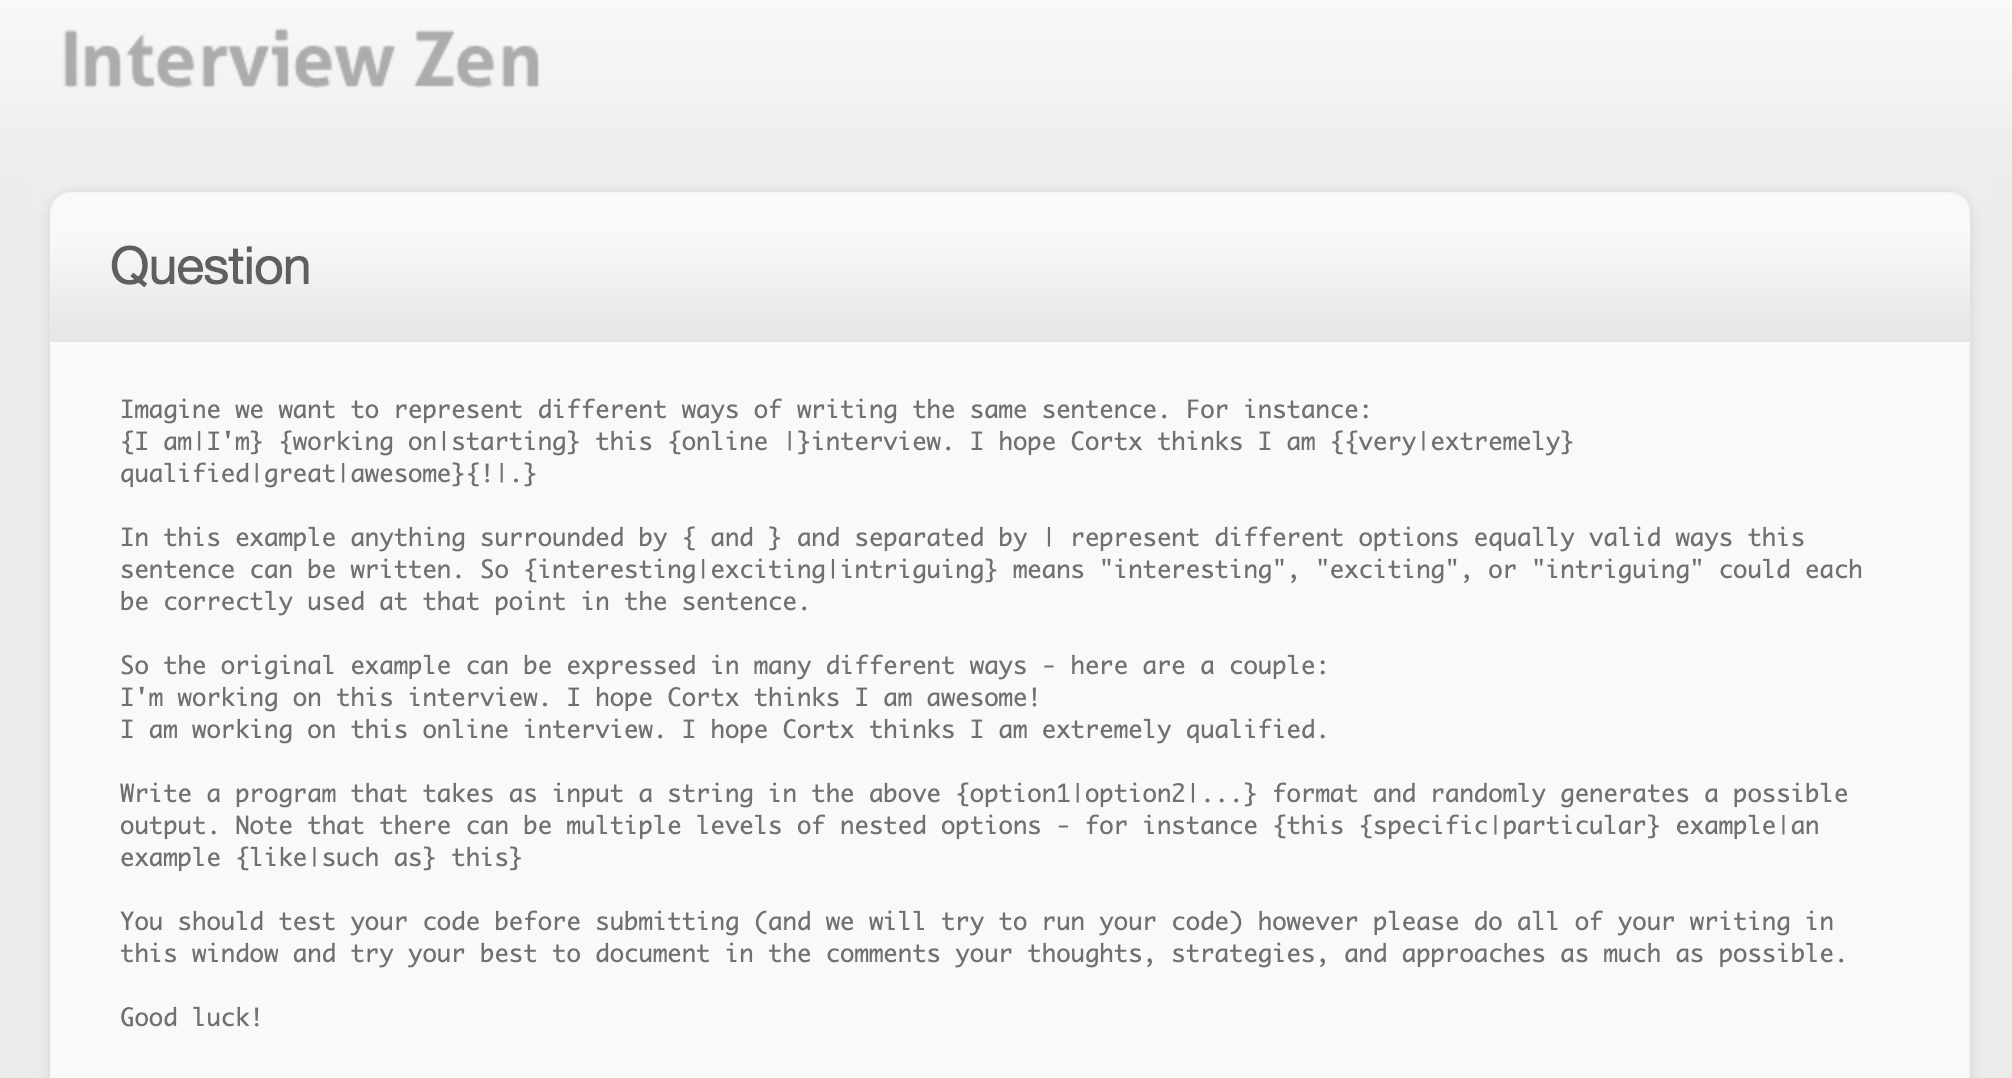 Interview Zen
Question
Imagine we want to represent different ways of writing the same sentence. For instance:
{I am|I'm} {working on|starting} this {online |}interview. I hope Cortx thinks I am {{very|extremely}
qualified|great|awesome}{!|.}
In this example anything surrounded by { and } and separated by | represent different options equally valid ways this
sentence can be written. So {interesting|exciting|intriguing} means "interesting", "exciting", or "intriguing" could each
be correctly used at that point in the sentence.
So the original example can be expressed in many different ways - here are a couple:
I'm working on this interview. I hope Cortx thinks I am awesome!
I am working on this online interview. I hope Cortx thinks I am extremely qualified.
Write a program that takes as input a string in the above {option1|option2|...} format and randomly generates a possible
output. Note that there can be multiple levels of nested options - for instance {this {specific|particular} example|an
example {like|such as} this}
You should test your code before submitting (and we will try to run your code) however please do all of your writing in
this window and try your best to document in the comments your thoughts, strategies, and approaches as much as possible.
Good luck!